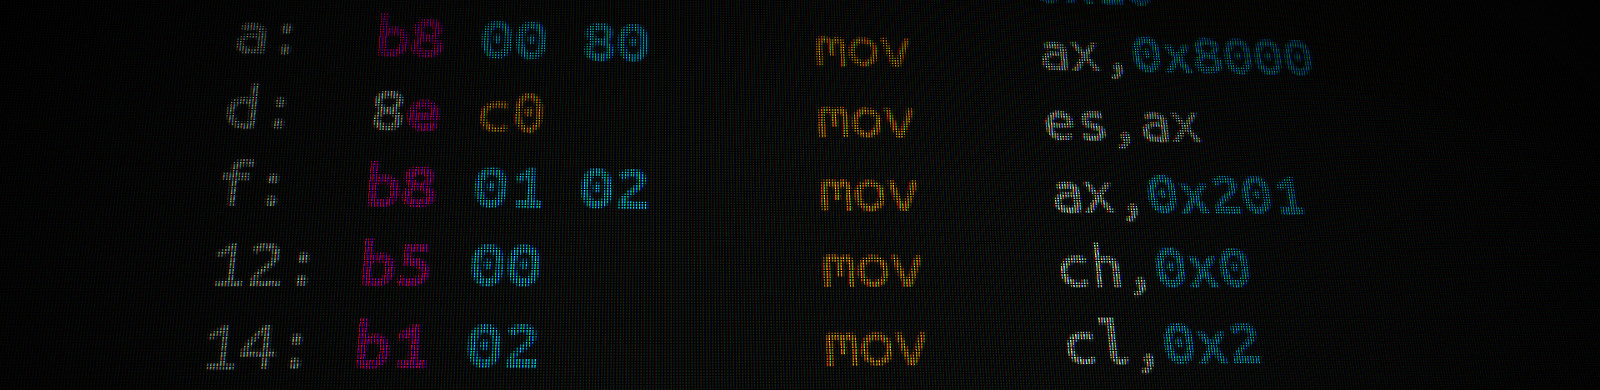 a: b8 00 80 mov ax,0x8000
d: 8e c0 mov es,ax
f: b8 01 02 mov ax,0x201
12: b5 00 mov ch,0x0
14: b1 02 mov cl,0x2